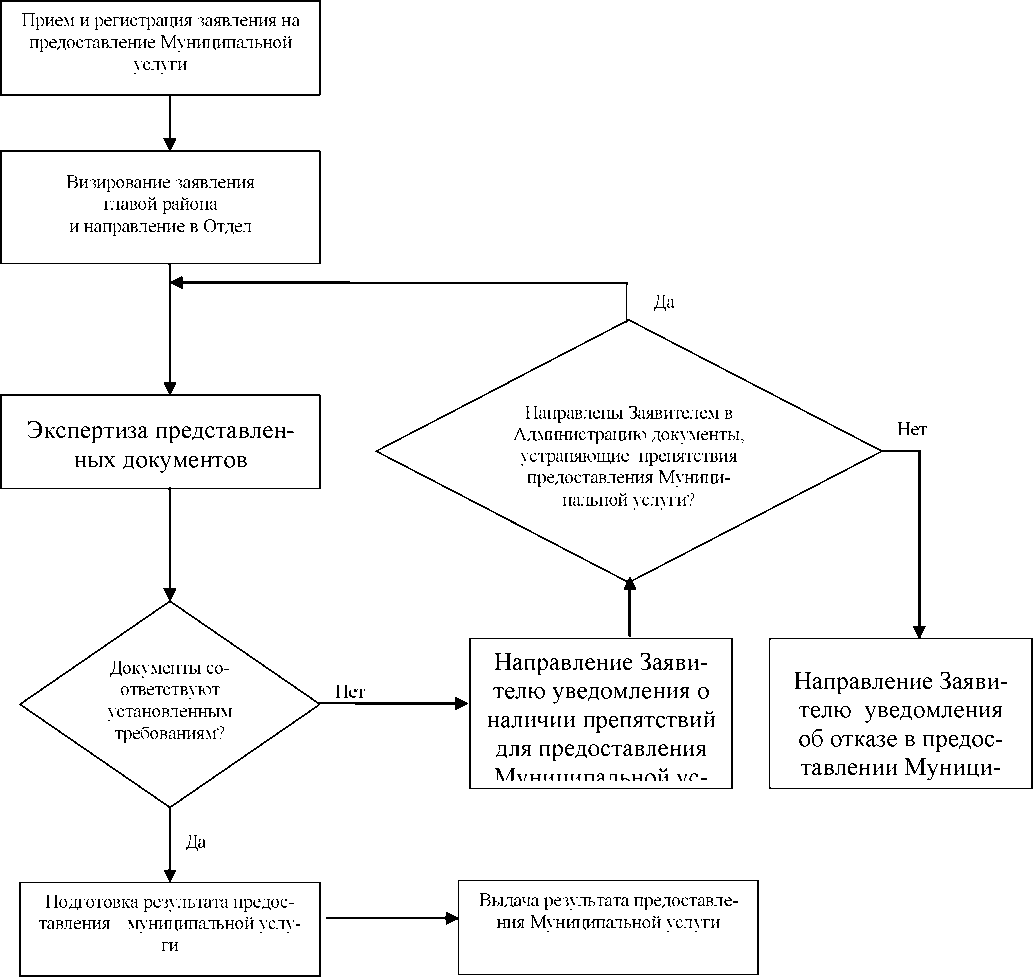 Прием и регистрация заявления на
предоставление Муниципальной
услуги
Визирование заявления
главой района
и направление в Отдел
Да
Направлены Заявителем в
Администрацию документы,
устраняющие препятствия
предоставления Муници-
пальной услуги?
Нет
Экспертиза представлен-
ных документов
Документы со-
ответствуют
установленным
требованиям?
Нет
Направление Заяви-
телю уведомления о
наличии препятствий
для предоставления
Муниципальной ус-
Направление Заяви-
телю уведомления
об отказе в предос-
тавлении Муници-
Да
Подготовка результата предос-
тавления муниципальной услу-
ги
Выдача результата предоставле-
ния Муниципальной услуги